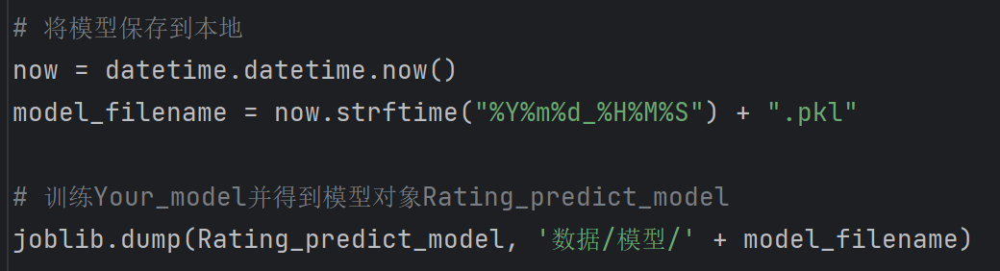 # 将模型保存到本地
now = datetime.datetime.now()
model_filename = now.strftime("%Y%m%d_%H%M%S") + ".pkl"
# 训练Your_model并得到模型对象Rating_predict_model
joblib.dump(Rating_predict_model, '数据/模型/' + model_filename)